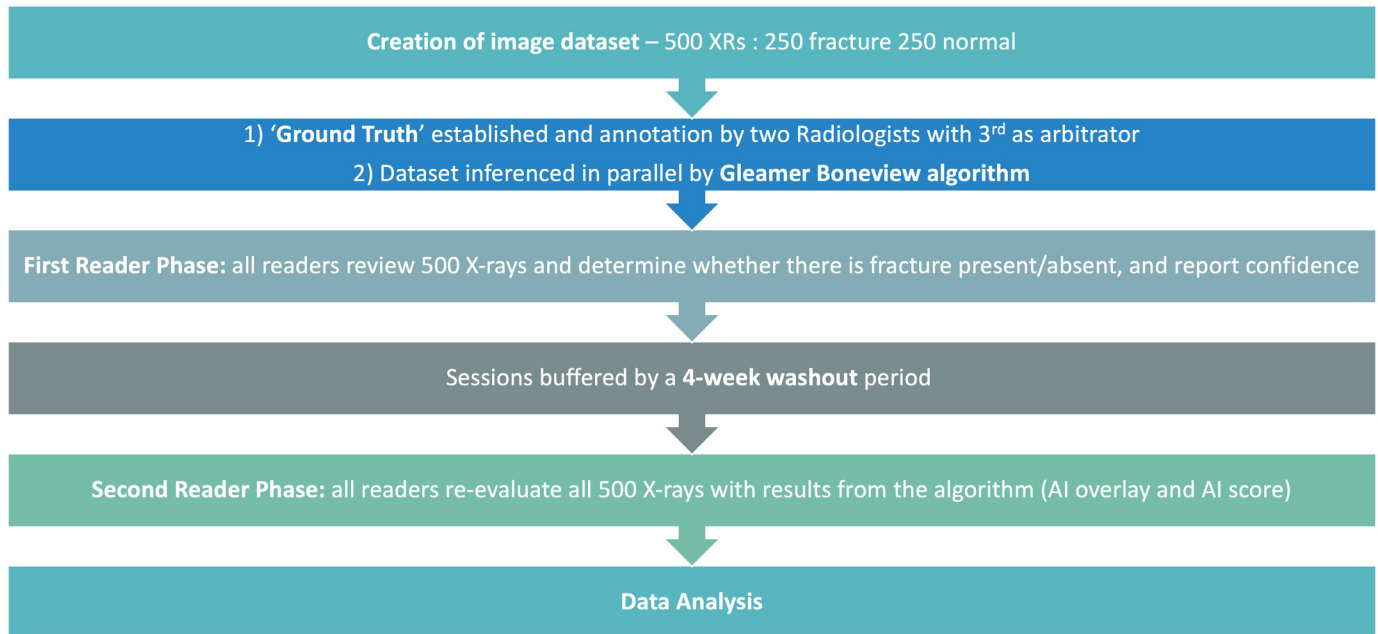 Creation of image dataset – 500 XRs : 250 fracture 250 normal
1) ‘Ground Truth’ established and annotation by two Radiologists with 3rd as arbitrator
2) Dataset inferenced in parallel by Gleamer Boneview algorithm
First Reader Phase: all readers review 500 X-rays and determine whether there is fracture present/absent, and report confidence
Sessions buffered by a 4-week washout period
Second Reader Phase: all readers re-evaluate all 500 X-rays with results from the algorithm (AI overlay and AI score)
Data Analysis